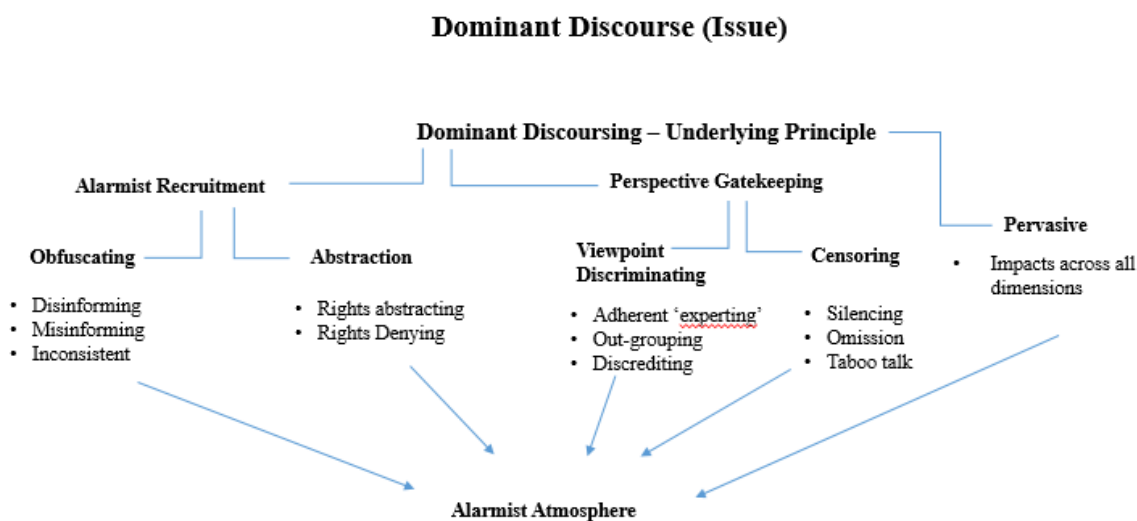 Dominant Discourse (Issue)
Dominant Discoursing – Underlying Principle
Alarmist Recruitment
Perspective Gatekeeping
Pervasive
• Impacts across all
dimensions
Obfuscating
• Disinforming
• Misinforming
• Inconsistent
Abstraction
• Rights abstracting
• Rights Denying
Viewpoint
Discriminating
• Adherent ‘experting’
• Out-grouping
• Discrediting
Censoring
• Silencing
• Omission
• Taboo talk
Alarmist Atmosphere